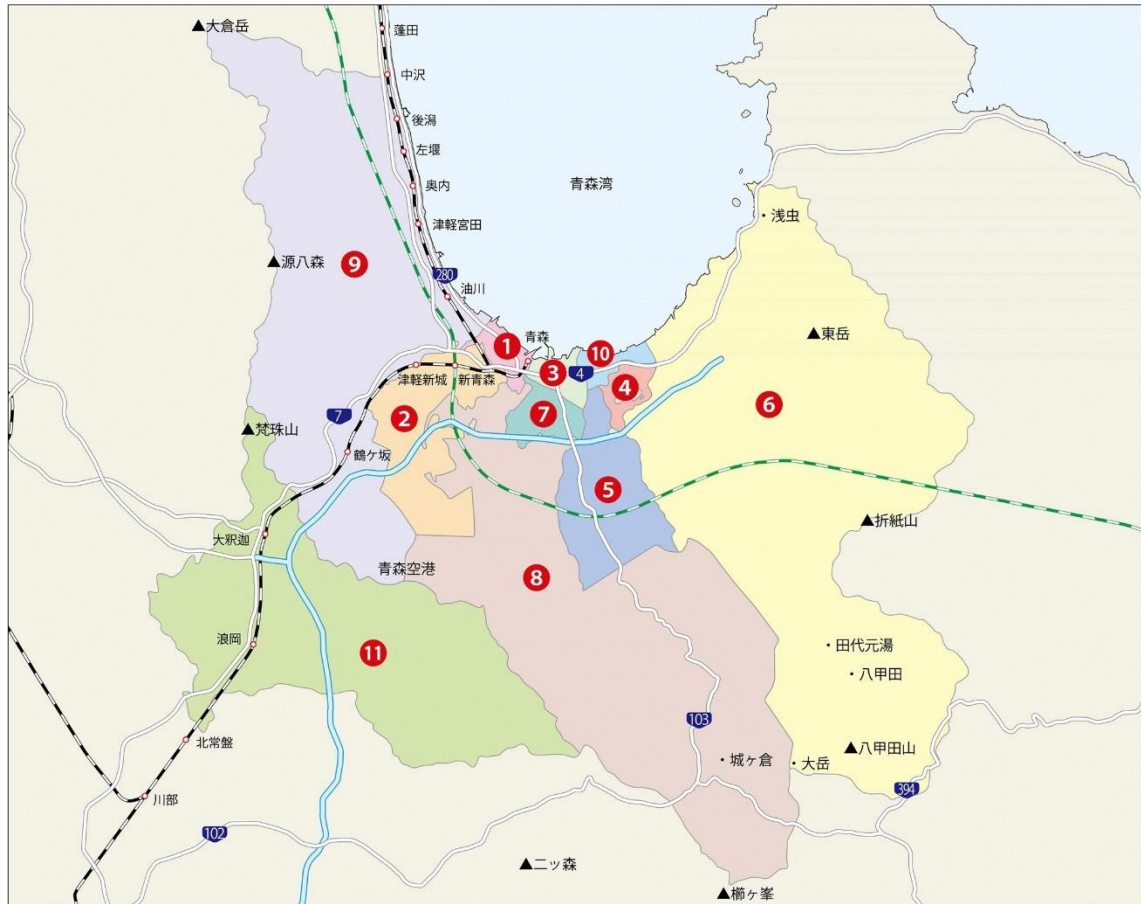 大倉岳
蓬田
中沢
後潟
左堰
奥内
津軽宮田
青森湾
浅虫
源八森
9
280
油川
東岳
1
青森
10
3
4
4
津軽新城
新青森
6
7
2
7
梵珠山
鶴ケ坂
5
折紙山
大釈迦
青森空港
8
浪岡
11
田代元湯
八甲田
103
北常盤
城ヶ倉
大岳
八甲田山
394
川部
102
二ッ森
櫛ヶ峯